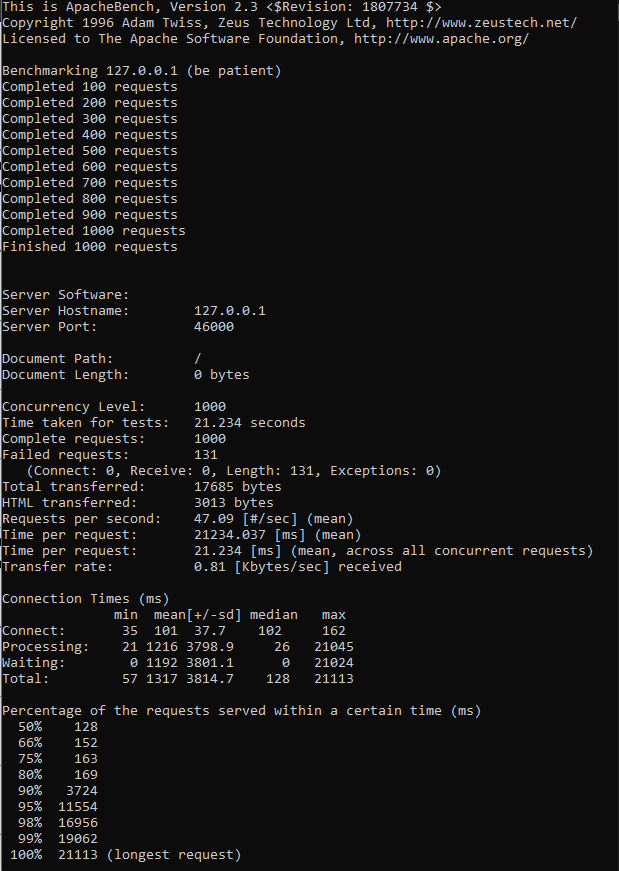 This is ApacheBench, Version 2.3 <$Revision: 1807734 $>
Copyright 1996 Adam Twiss, Zeus Technology Ltd, http://www.zeustech.net/
Licensed to The Apache Software Foundation, http://www.apache.org/

Benchmarking 127.0.0.1 (be patient)
Completed 100 requests
Completed 200 requests
Completed 300 requests
Completed 400 requests
Completed 500 requests
Completed 600 requests
Completed 700 requests
Completed 800 requests
Completed 900 requests
Completed 1000 requests
Finished 1000 requests


Server Software:
Server Hostname:        127.0.0.1
Server Port:            46000

Document Path:          /
Document Length:        0 bytes

Concurrency Level:      1000
Time taken for tests:   21.234 seconds
Complete requests:      1000
Failed requests:        131
   (Connect: 0, Receive: 0, Length: 131, Exceptions: 0)
Total transferred:      17685 bytes
HTML transferred:       3013 bytes
Requests per second:    47.09 [#/sec] (mean)
Time per request:       21234.037 [ms] (mean)
Time per request:       21.234 [ms] (mean, across all concurrent requests)
Transfer rate:          0.81 [Kbytes/sec] received

Connection Times (ms)
              min  mean[+/-sd] median   max
Connect:       35  101  37.7    102     162
Processing:    21 1216 3798.9     26   21045
Waiting:        0 1192 3801.1      0   21024
Total:         57 1317 3814.7    128   21113

Percentage of the requests served within a certain time (ms)
  50%    128
  66%    152
  75%    163
  80%    169
  90%   3724
  95%  11554
  98%  16956
  99%  19062
 100%  21113 (longest request)